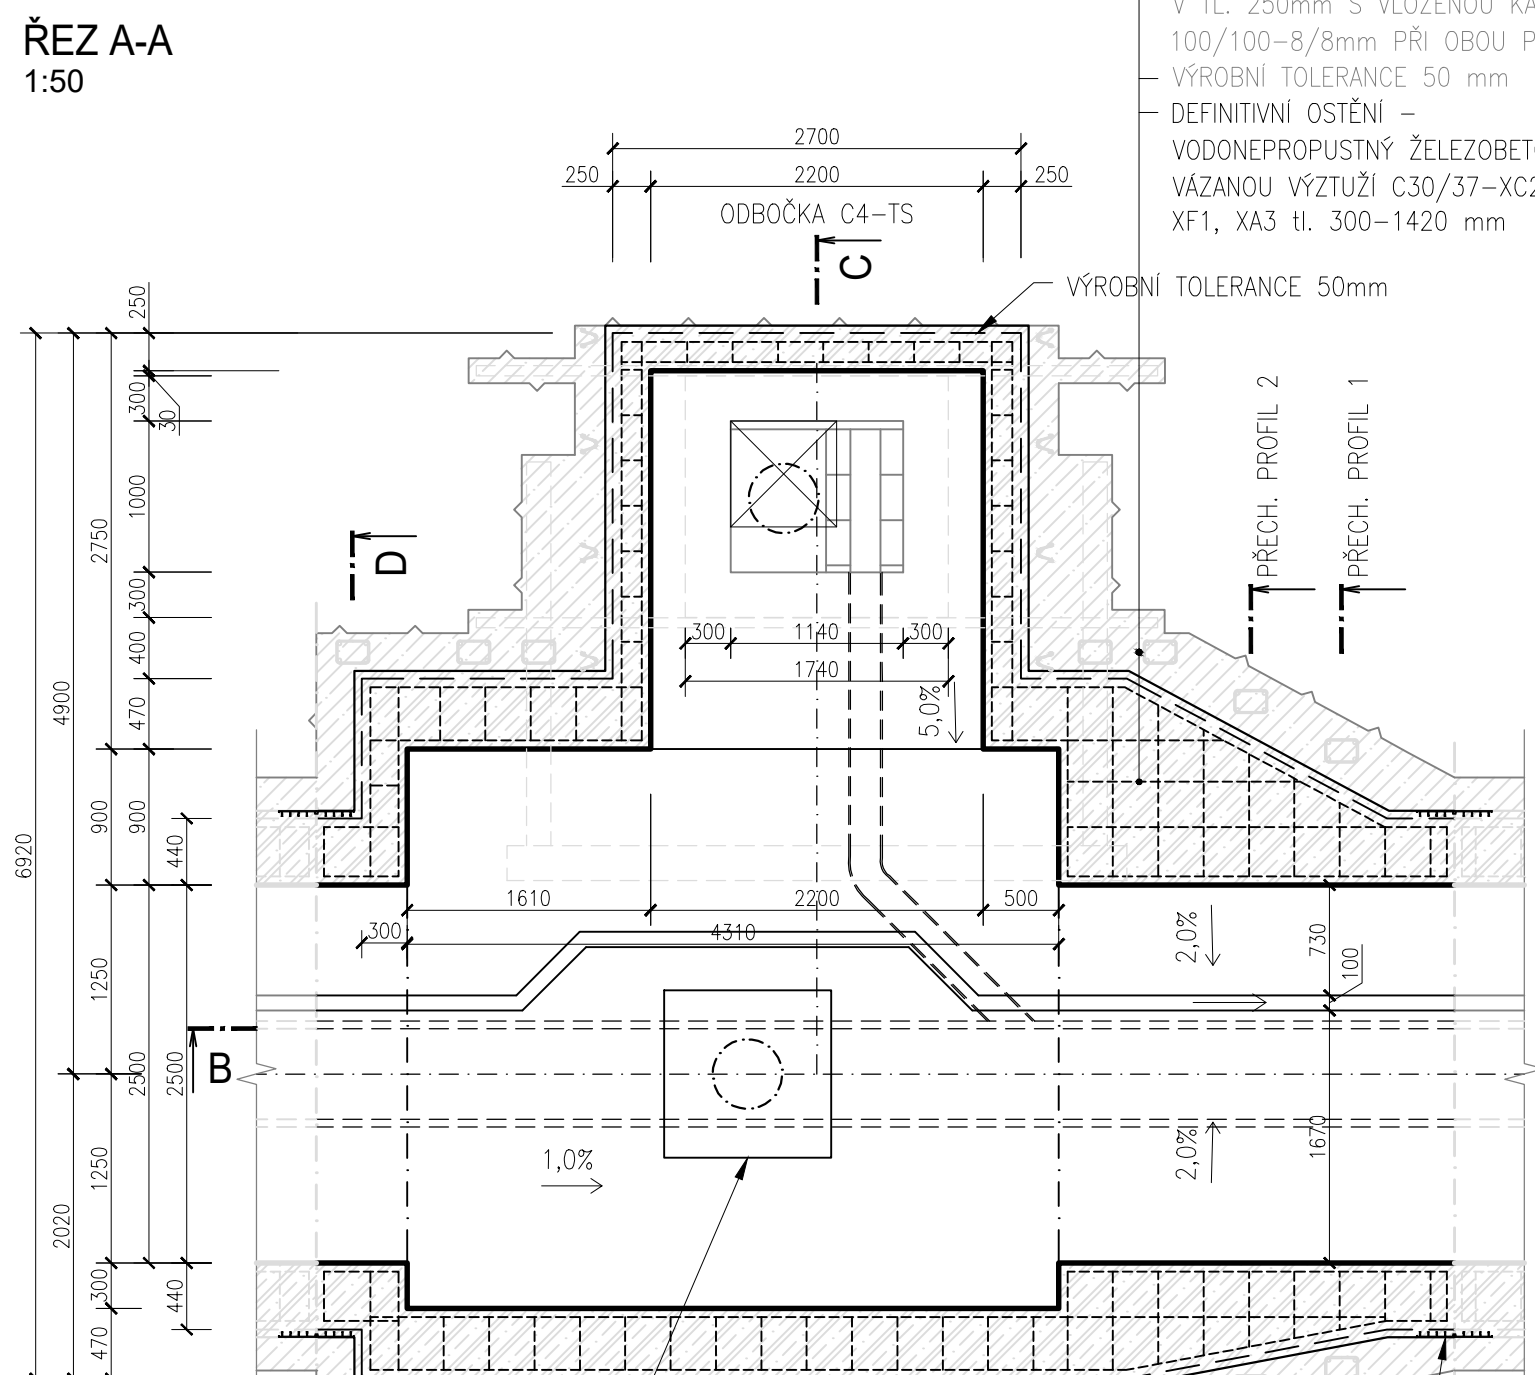 ŘEZ A-A
1:50
V TL. 250mm S VLOŽENOU
100/100-8/8mm PŘI OBOU
VÝROBNÍ TOLERANCE 50 mm
DEFINITIVNÍ OSTĚNÍ –
VODONEPROPUSTNÝ
VÁZANOU VÝZTUŽÍ C30/37-XC2
XF1, XA3 tl. 300-1420 mm
2700
250 2200 250
ODBOČKA C4-TS
C
VÝROBNÍ TOLERANCE 50mm
PŘECH. PROFIL 2
PŘECH. PROFIL 1
D
250
300
30
1000
2750
300
400
4900
470
900
900
440
6920
1250
2500
2500
B
1250
2020
300
440
470
300 1140 300
1740
5,0%
1610 2200 500
300 4310
2,0%
730
100
1670
2,0%
1,0%